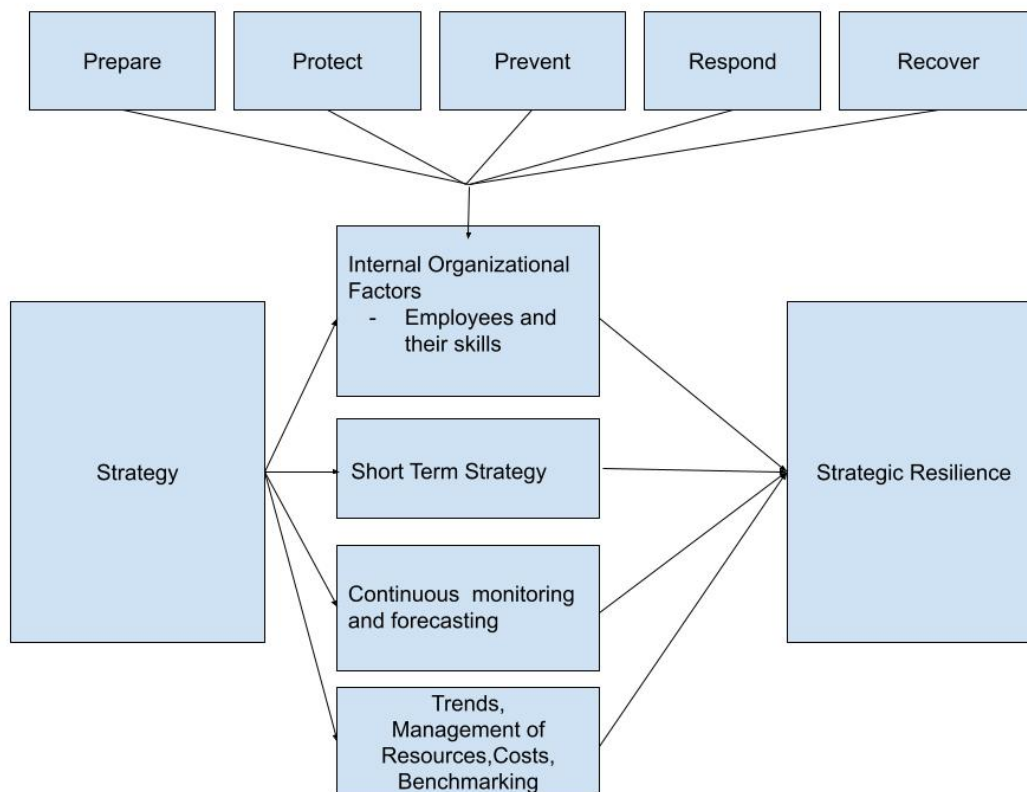 Prepare
Protect
Prevent
Respond
Recover
Internal Organizational
Factors
- Employees and
their skills
Strategy
Short Term Strategy
Strategic Resilience
Continuous monitoring
and forecasting
Trends,
Management of
Resources,Costs,
Benchmarking